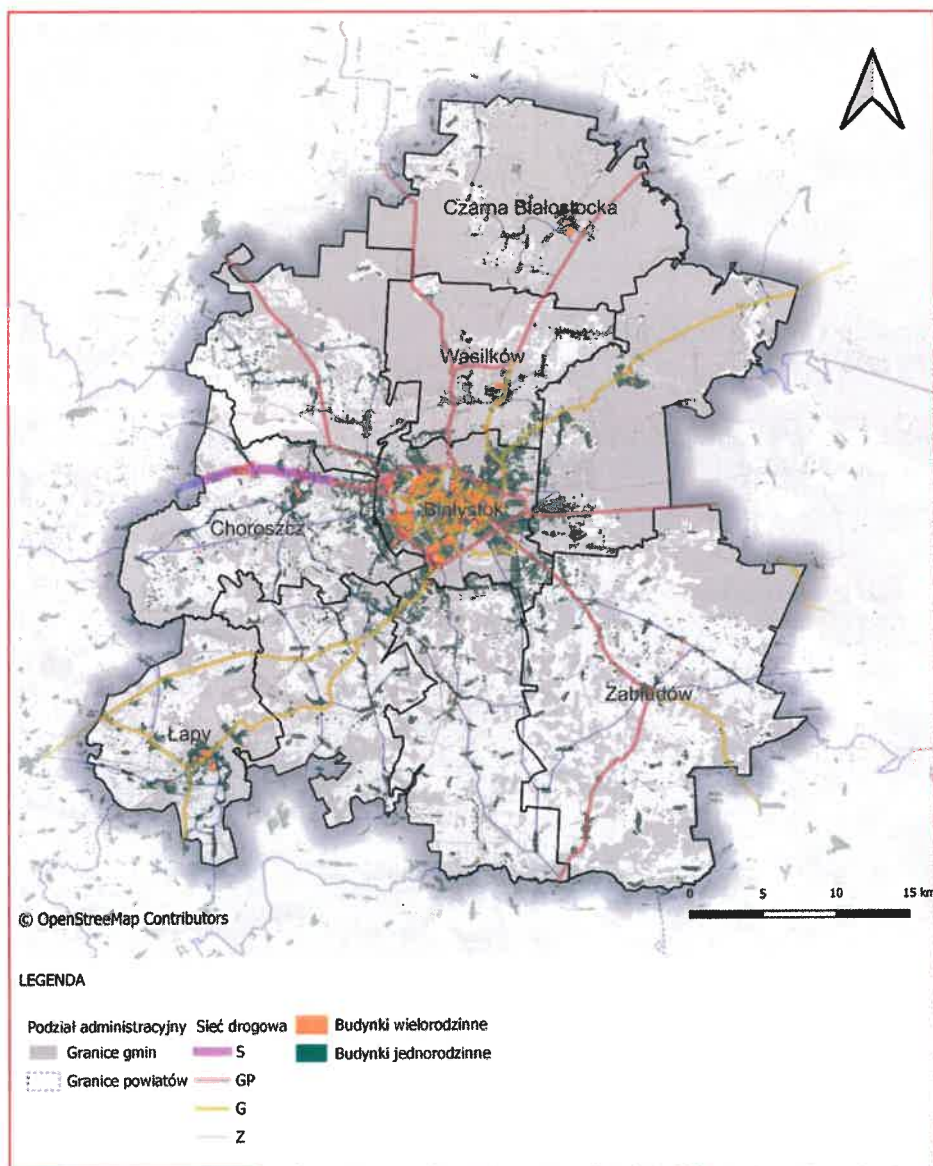 Czarna Białostocka
Wasilków
Białystok
Choroszcz
Zabłudów
Łapy
0 5 10 15 km
© OpenStreetMap Contributors
LEGENDA
Podział administracyjny Sieć drogowa Budynki wielorodzinne
Granice gmin S Budynki jednorodzinne
Granice powiatów GP
G
Z